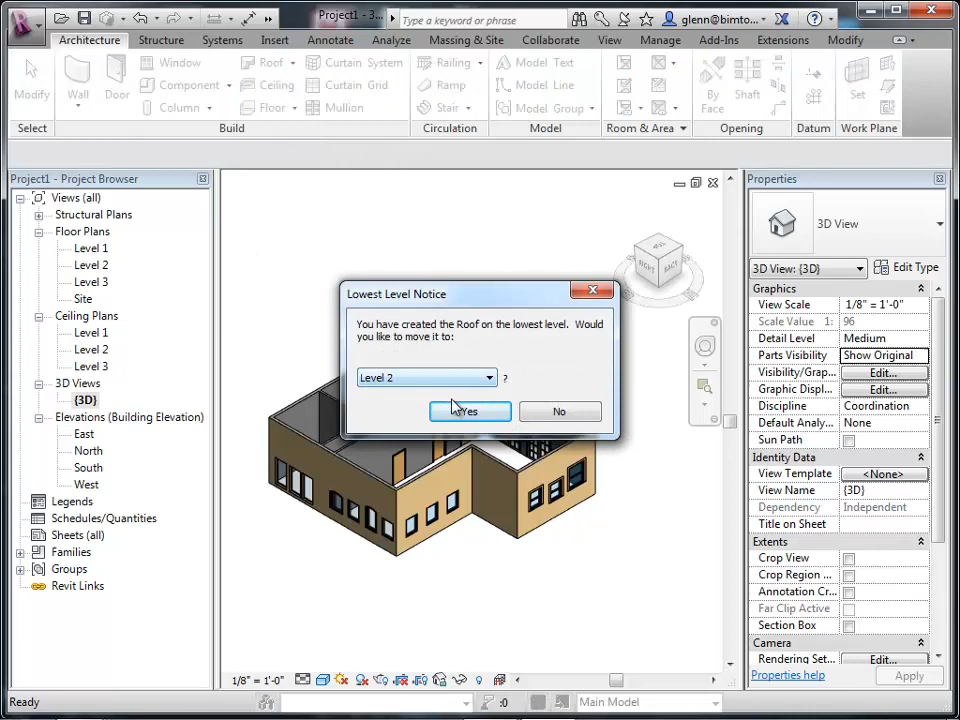 Project1 - 3...
Type a keyword or phrase
glenn@bimto...
Architecture Structure Systems Insert Annotate Analyze Massing & Site Collaborate View Manage Add-Ins Extensions Modify
Modify Wall Door Window Roof Curtain System Railing Model Text By Face Shaft Set
Component Ceiling Curtain Grid Ramp Model Line
Column Floor Mullion Stair Model Group
Select Build Circulation Model Room & Area Opening Datum Work Plane
Project1 - Project Browser
Views (all)
Structural Plans
Floor Plans
Level 1
Level 2
Level 3
Site
Ceiling Plans
Level 1
Level 2
Level 3
3D Views
{3D}
Elevations (Building Elevation)
East
North
South
West
Legends
Schedules/Quantities
Sheets (all)
Families
Groups
Revit Links
RIGHT BACK
Lowest Level Notice
You have created the Roof on the lowest level. Would
you like to move it to:
Level 2 ?
Yes No
Properties
3D View
3D View: {3D} Edit Type
Graphics
View Scale 1/8" = 1'-0"
Scale Value 1: 96
Detail Level Medium
Parts Visibility Show Original
Visibility/Grap... Edit...
Graphic Displ... Edit...
Discipline Coordination
Default Analy... None
Sun Path
Identity Data
View Template <None>
View Name {3D}
Dependency Independent
Title on Sheet
Extents
Crop View
Crop Region ...
Annotation Cr...
Far Clip Active
Section Box
Camera
Rendering Set... Edit...
Properties help Apply
1/8" = 1'-0"
Ready :0 Main Model